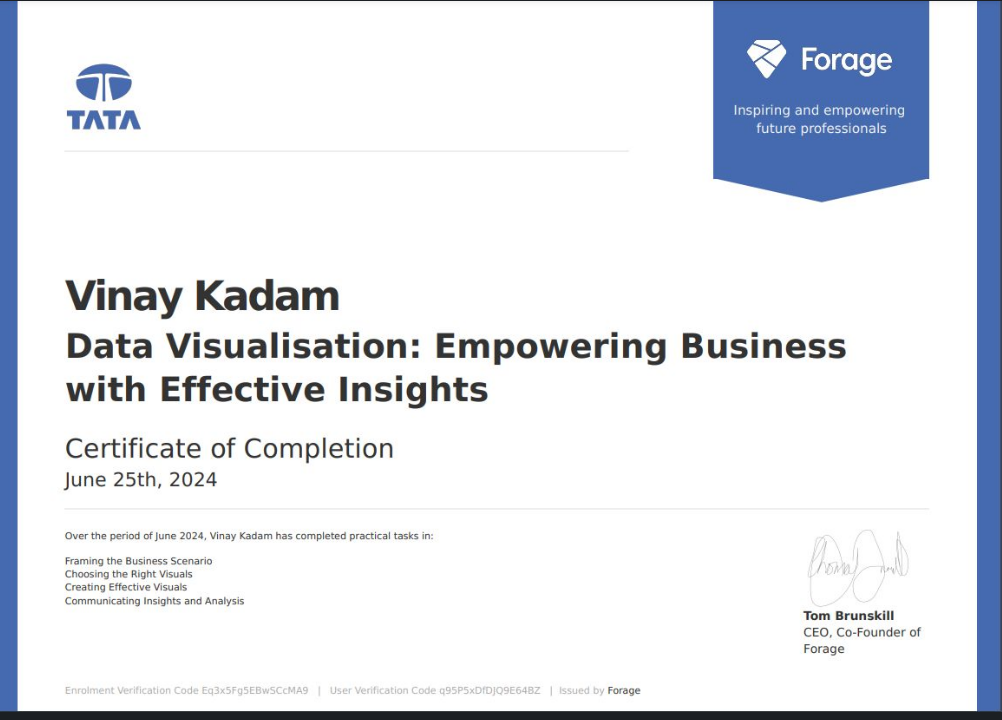 TATA
Forage
Inspiring and empowering
future professionals
Vinay Kadam
Data Visualisation: Empowering Business
with Effective Insights
Certificate of Completion
June 25th, 2024
Over the period of June 2024, Vinay Kadam has completed practical tasks in:
Framing the Business Scenario
Choosing the Right Visuals
Creating Effective Visuals
Communicating Insights and Analysis
Tom Brunskill
CEO, Co-Founder of
Forage
Enrolment Verification Code Eq3x5Fg5EBwSCcMA9 | User Verification Code q95P5xDfDJQ9E64BZ | Issued by Forage